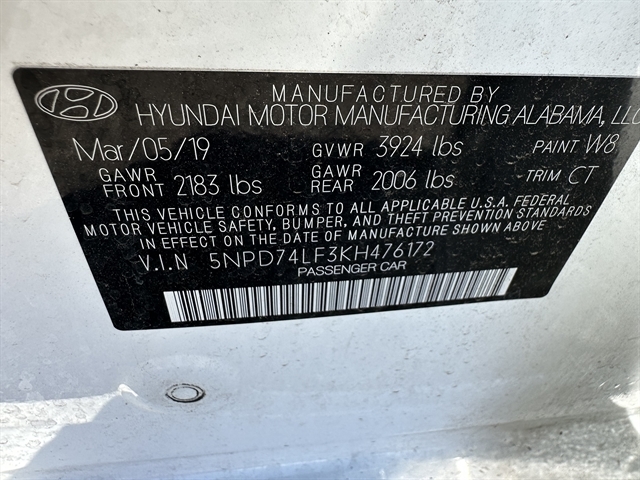 MANUFACTURED BY
HYUNDAI MOTOR MANUFACTURING ALABAMA, LLC
Mar/05/19 GVWR 3924 lbs PAINT W8
GAWR FRONT 2183 lbs GAWR REAR 2006 lbs TRIM CT
THIS VEHICLE CONFORMS TO ALL APPLICABLE U.S.A. FEDERAL
MOTOR VEHICLE SAFETY, BUMPER, AND THEFT PREVENTION STANDARDS
IN EFFECT ON THE DATE OF MANUFACTURE SHOWN ABOVE
V.I.N 5NPD74LF3KH476172
PASSENGER CAR